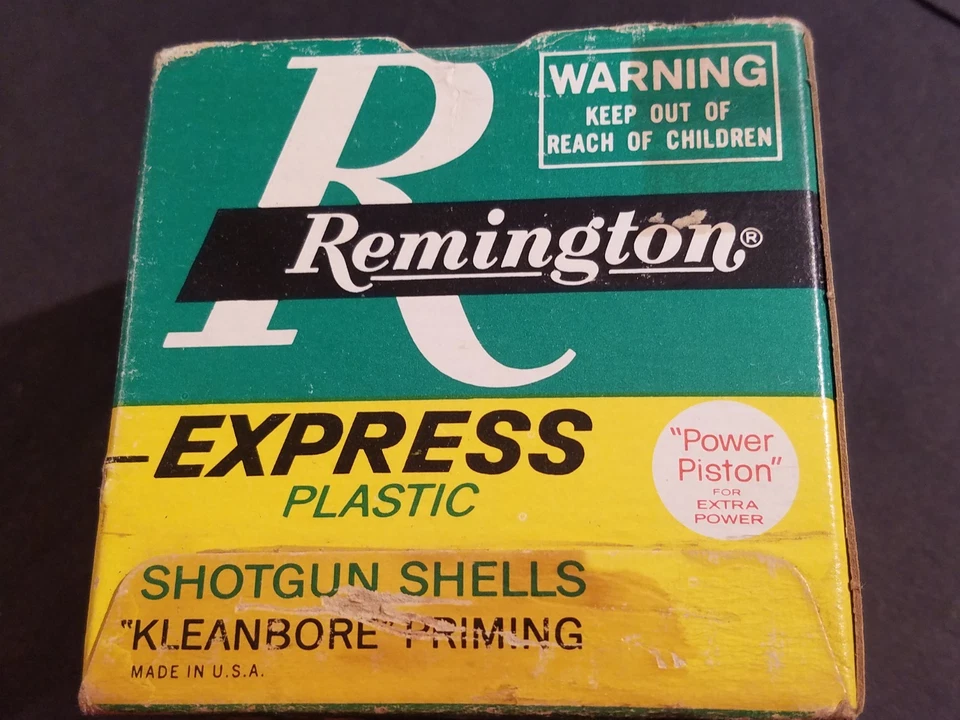 R
WARNING
KEEP OUT OF
REACH OF CHILDREN
Remington®
EXPRESS
PLASTIC
"Power
Piston"
FOR
EXTRA
POWER
SHOTGUN SHELLS
"KLEANBORE" PRIMING
MADE IN U.S.A.